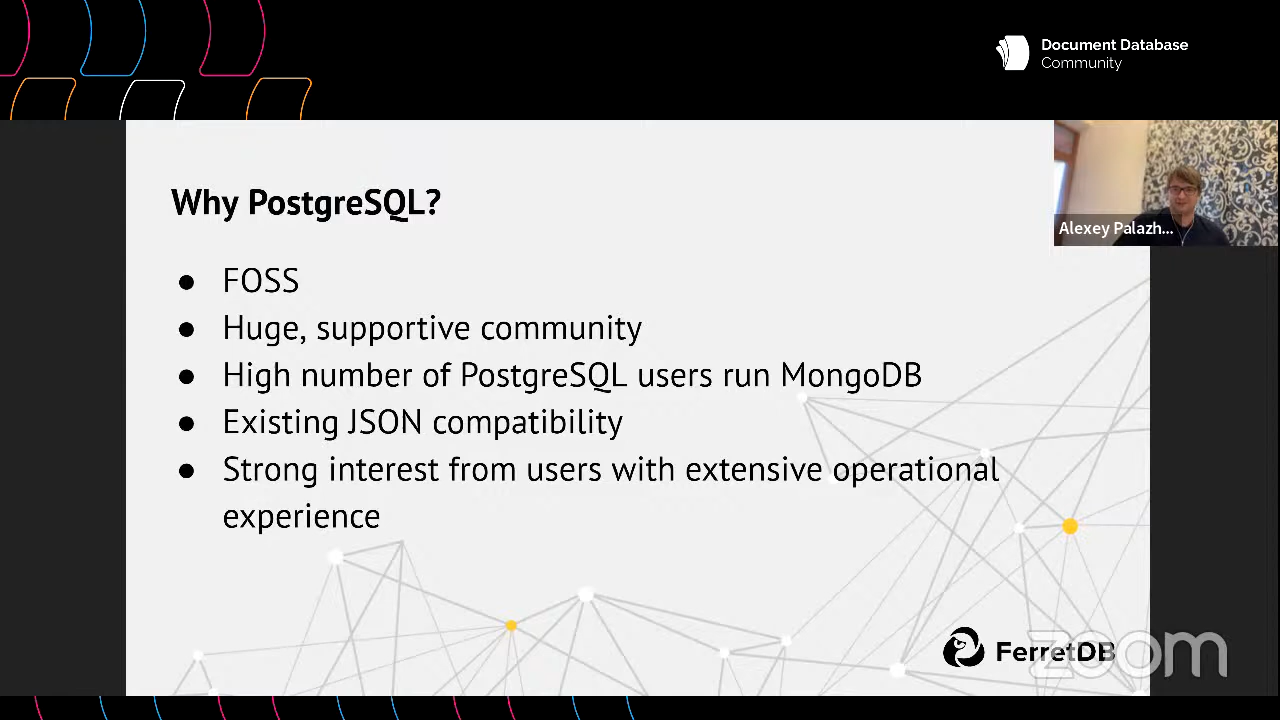 Document Database
Community
Why PostgreSQL?
Alexey Palazh...
● FOSS
● Huge, supportive community
● High number of PostgreSQL users run MongoDB
● Existing JSON compatibility
● Strong interest from users with extensive operational
experience
FerretDB
zoom